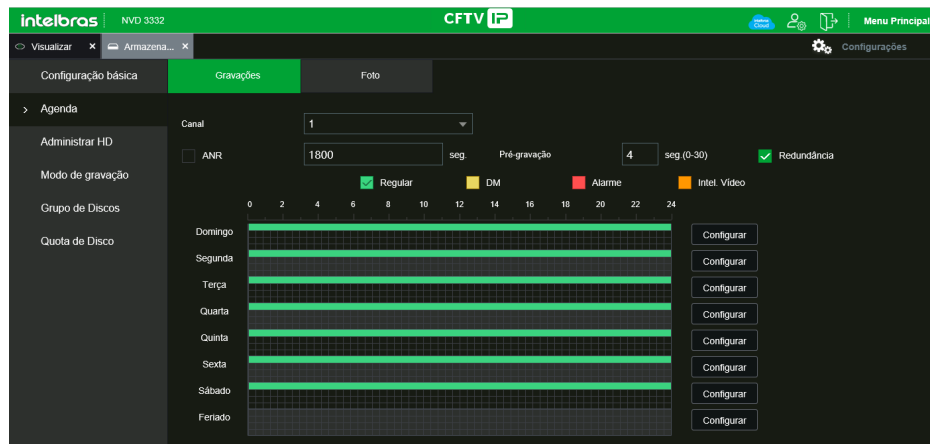 intelbras NVD 3332 CFTV IP intelbras Cloud Menu Principal
Visualizar × Armazena... × Configurações
Configuração básica Gravações Foto
> Agenda
Canal 1
Administrar HD
ANR 1800 seg. Pré-gravação 4 seg.(0-30) Redundância
Modo de gravação
Regular DM Alarme Intel. Vídeo
Grupo de Discos
0 2 4 6 8 10 12 14 16 18 20 22 24
Domingo Configurar
Quota de Disco
Segunda Configurar
Terça Configurar
Quarta Configurar
Quinta Configurar
Sexta Configurar
Sábado Configurar
Feriado Configurar